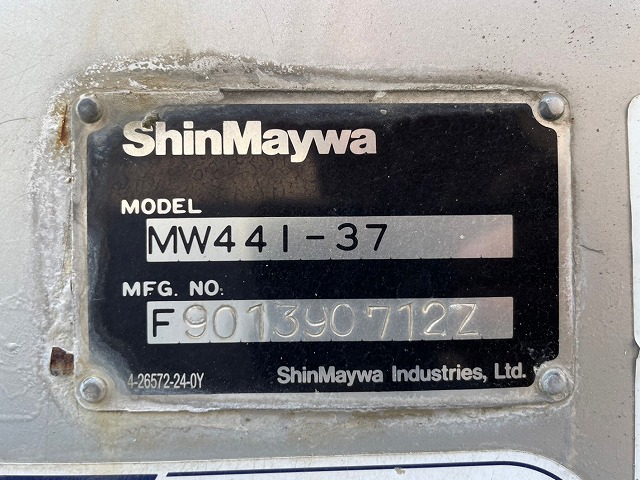 ShinMaywa
MODEL
MW441-37
MFG. NO.
F901390712Z
4-26572-24-0Y
ShinMaywa Industries, Ltd.